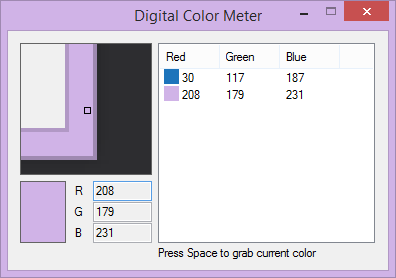 Digital Color Meter
Red Green Blue
30 117 187
208 179 231
R 208
G 179
B 231
Press Space to grab current color